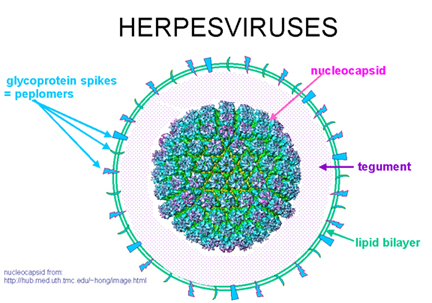 HERPESVIRUSES
glycoprotein spikes
= peplomers
nucleocapsid
tegument
lipid bilayer
nucleocapsid from:
http://hub.med.uth.tmc.edu/~hong/image.html